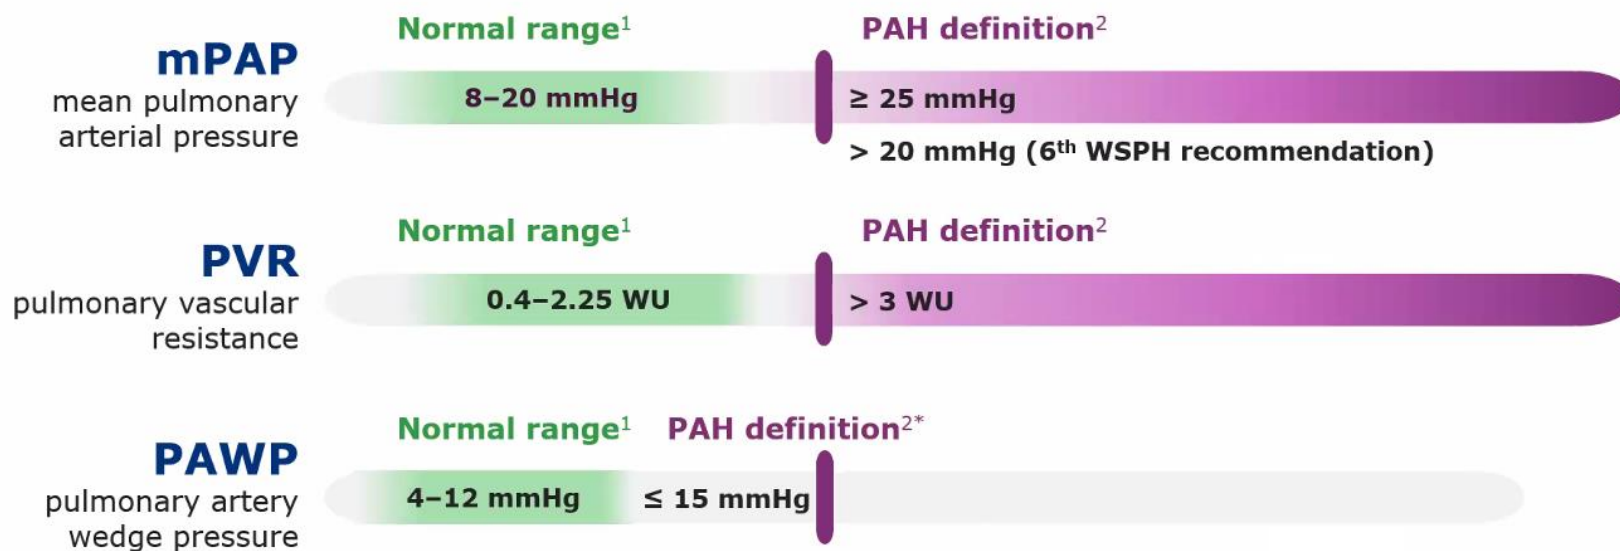 Normal range¹ PAH definition²
mPAP
mean pulmonary
arterial pressure
8–20 mmHg ≥ 25 mmHg
> 20 mmHg (6ᵗʰ WSPH recommendation)
Normal range¹ PAH definition²
PVR
pulmonary vascular
resistance
0.4–2.25 WU > 3 WU
Normal range¹ PAH definition²*
PAWP
pulmonary artery
wedge pressure
4–12 mmHg ≤ 15 mmHg